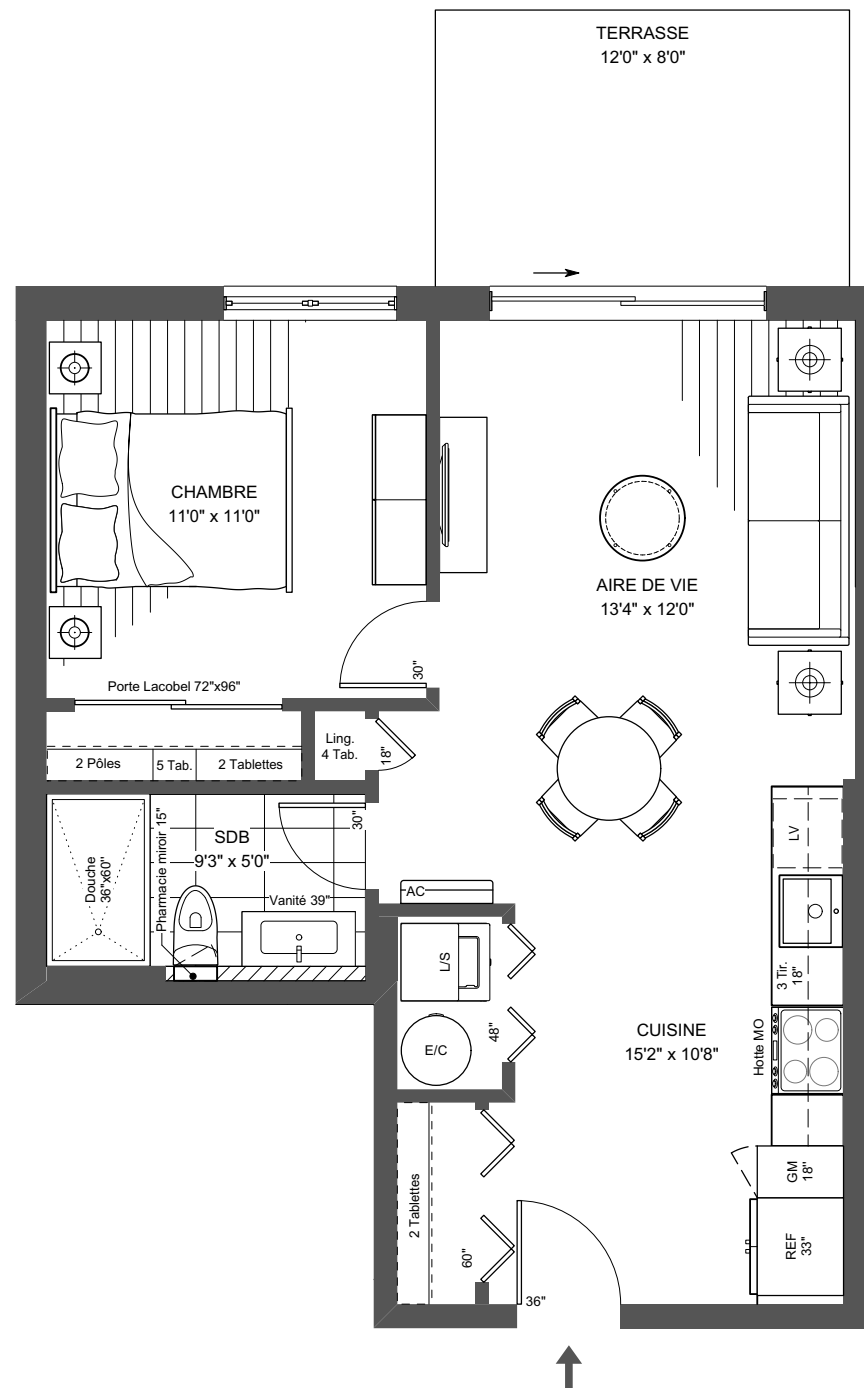 TERRASSE
12'0" x 8'0"
CHAMBRE
11'0" x 11'0"
AIRE DE VIE
13'4" x 12'0"
30"
Porte Lacobel 72"x96"
Ling.
4 Tab.
18"
2 Pôles
5 Tab.
2 Tablettes
Douche
36"x60"
Pharmacie miroir 15"
SDB
9'3" x 5'0"
30"
Vanité 39"
AC
LV
L/S
3 Tir.
18"
E/C
48"
CUISINE
15'2" x 10'8"
Hotte MO
2 Tablettes
60"
GM
18"
REF
33"
36"